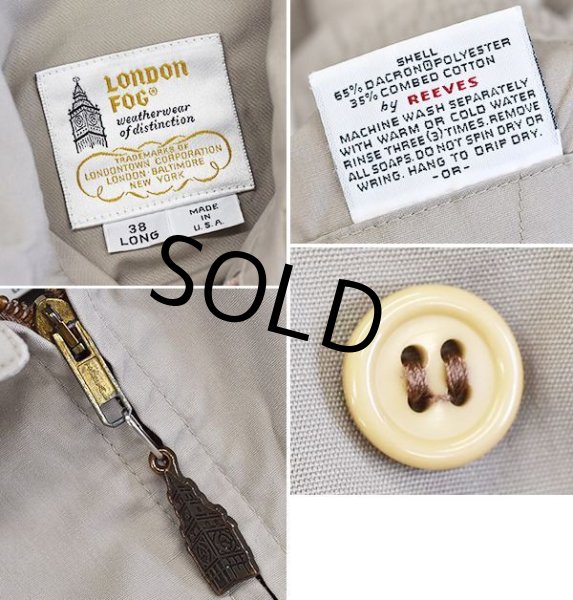 LONDON
FOG®
weatherwear
of distinction
TRADEMARKS OF
LONDONTOWN CORPORATION
LONDON · BALTIMORE
NEW YORK
38
LONG
MADE
IN
U.S.A.
SHELL
65% DACRON® POLYESTER
35% COMBED COTTON
by REEVES
MACHINE WASH SEPARATELY
WITH WARM OR COLD WATER
RINSE THREE(3)TIMES. REMOVE
ALL SOAPS. DO NOT SPIN DRY OR
WRING. HANG TO DRIP DRY.
-OR-
SOLD